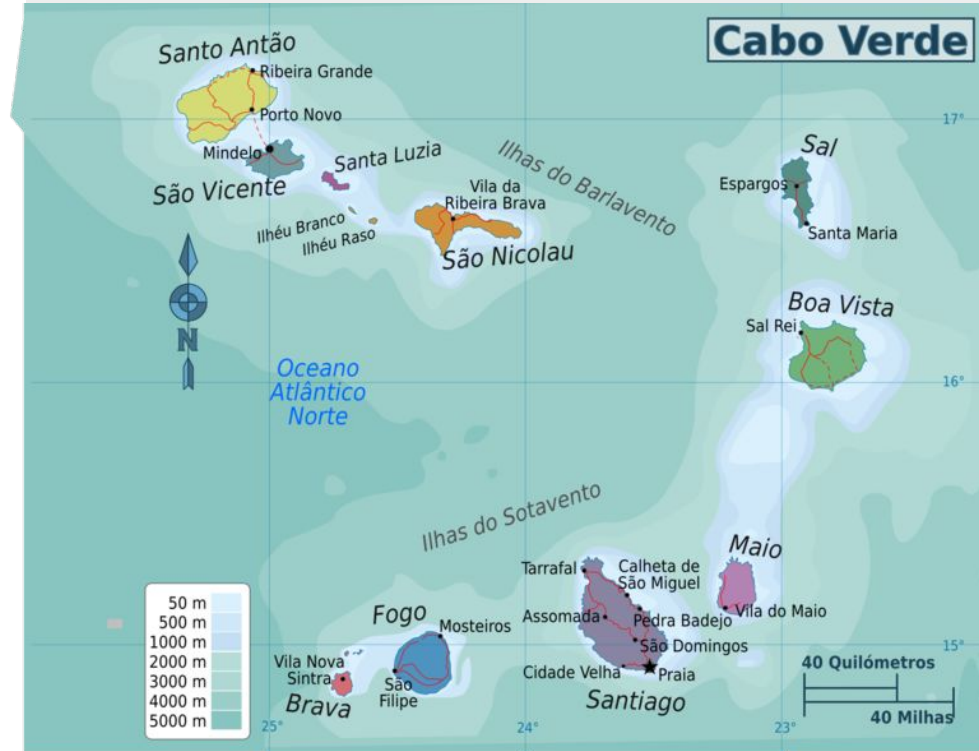 Cabo Verde
Santo Antão
Ribeira Grande
Porto Novo
17°
Mindelo
São Vicente
Santa Luzia
Ilhas do Barlavento
Sal
Espargos
Santa Maria
Vila da
Ribeira Brava
Ilhéu Branco
Ilhéu Raso
São Nicolau
N
Boa Vista
Sal Rei
16°
Oceano
Atlântico
Norte
Ilhas do Sotavento
Maio
Vila do Maio
Tarrafal
Calheta de
São Miguel
Assomada
Pedra Badejo
São Domingos
Cidade Velha
Praia
Santiago
15°
Fogo
Mosteiros
São
Filipe
Vila Nova
Sintra
Brava
50 m
500 m
1000 m
2000 m
3000 m
4000 m
5000 m
40 Quilómetros
40 Milhas
25°
24°
23°